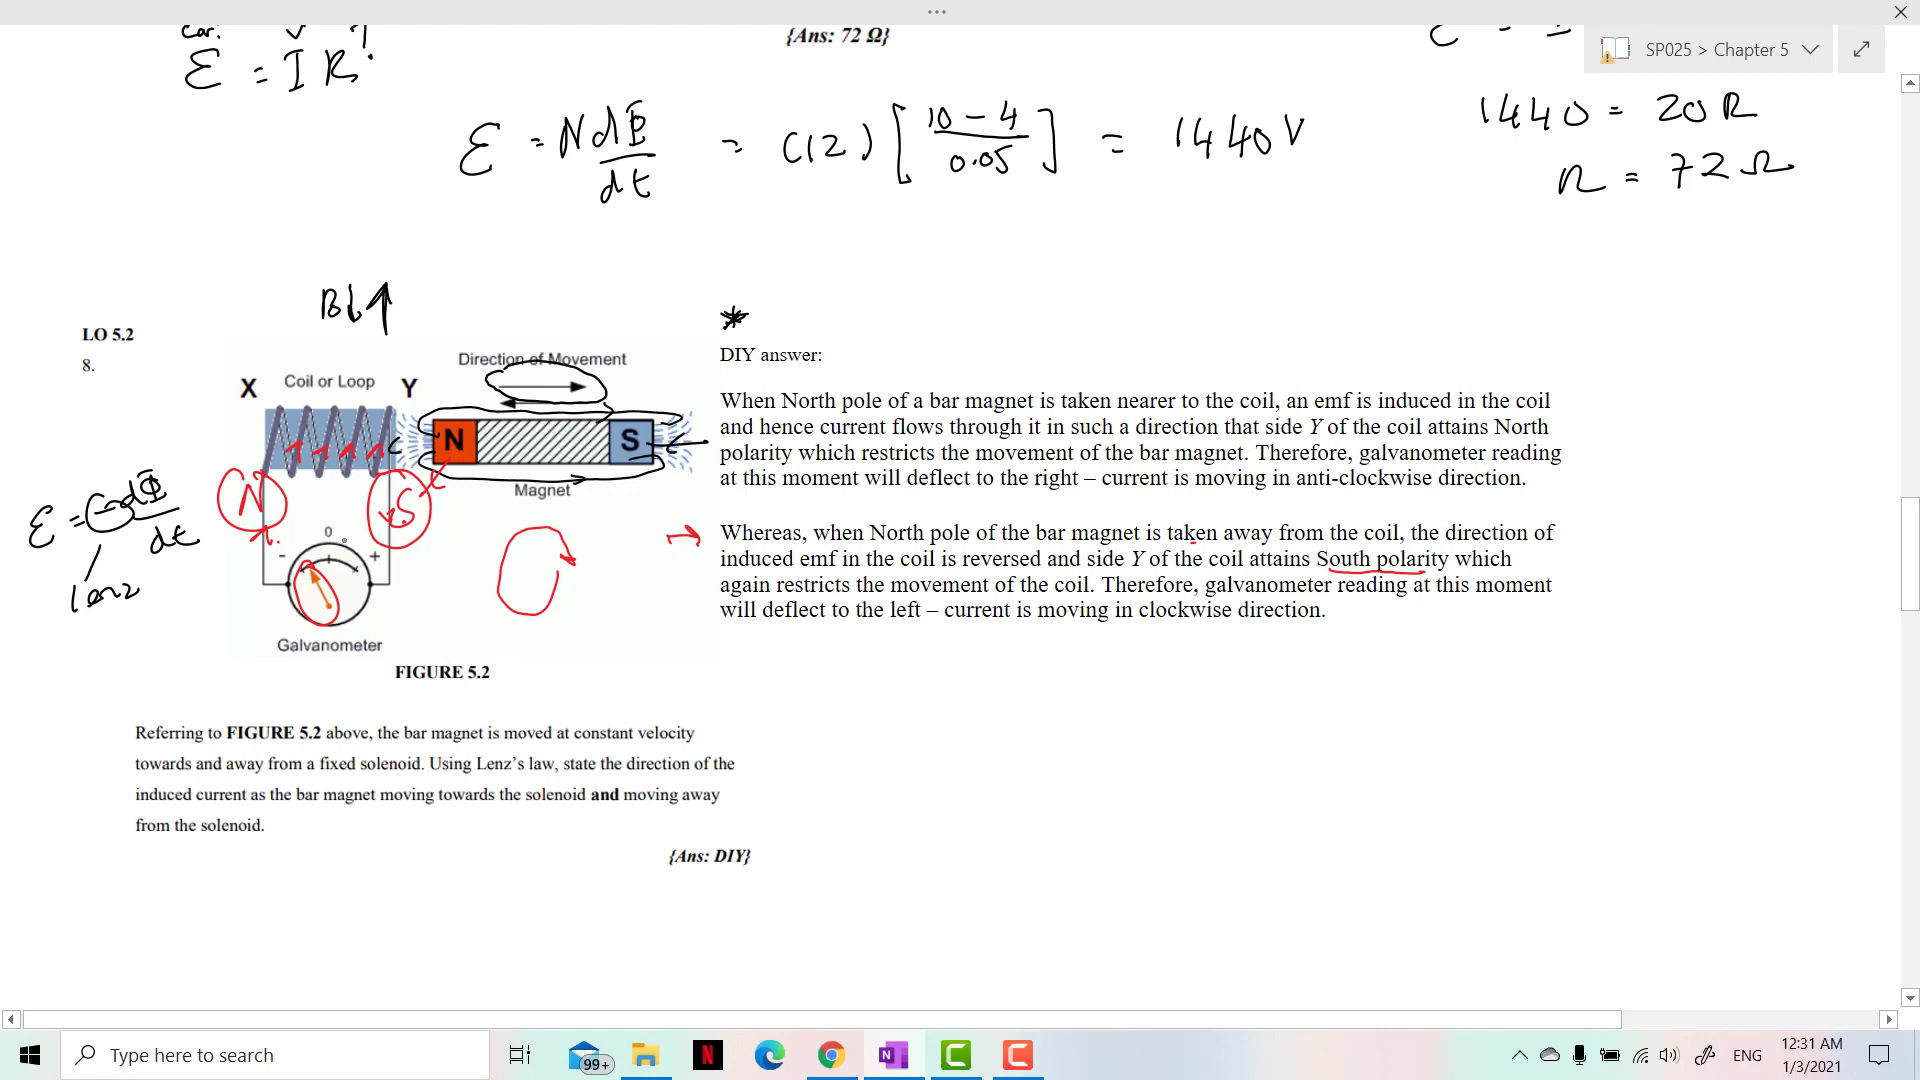 {Ans: 72 Ω}
ε = I R
SP025 > Chapter 5
ε = N dΦ/dt = (12) [ (10 - 4)/0.05 ] = 1440 V
1440 = 20R
R = 72 Ω
B↓↑
LO 5.2
8.
*
DIY answer:
Direction of Movement
X Coil or Loop Y
N S
When North pole of a bar magnet is taken nearer to the coil, an emf is induced in the coil
and hence current flows through it in such a direction that side Y of the coil attains North
polarity which restricts the movement of the bar magnet. Therefore, galvanometer reading
at this moment will deflect to the right – current is moving in anti-clockwise direction.
Magnet
N
S
ε = - dΦ/dt
lenz
0
- +
Galvanometer
FIGURE 5.2
Whereas, when North pole of the bar magnet is taken away from the coil, the direction of
induced emf in the coil is reversed and side Y of the coil attains South polarity which
again restricts the movement of the coil. Therefore, galvanometer reading at this moment
will deflect to the left – current is moving in clockwise direction.
Referring to FIGURE 5.2 above, the bar magnet is moved at constant velocity
towards and away from a fixed solenoid. Using Lenz's law, state the direction of the
induced current as the bar magnet moving towards the solenoid and moving away
from the solenoid.
{Ans: DIY}
Type here to search
99+
N
ENG
12:31 AM
1/3/2021